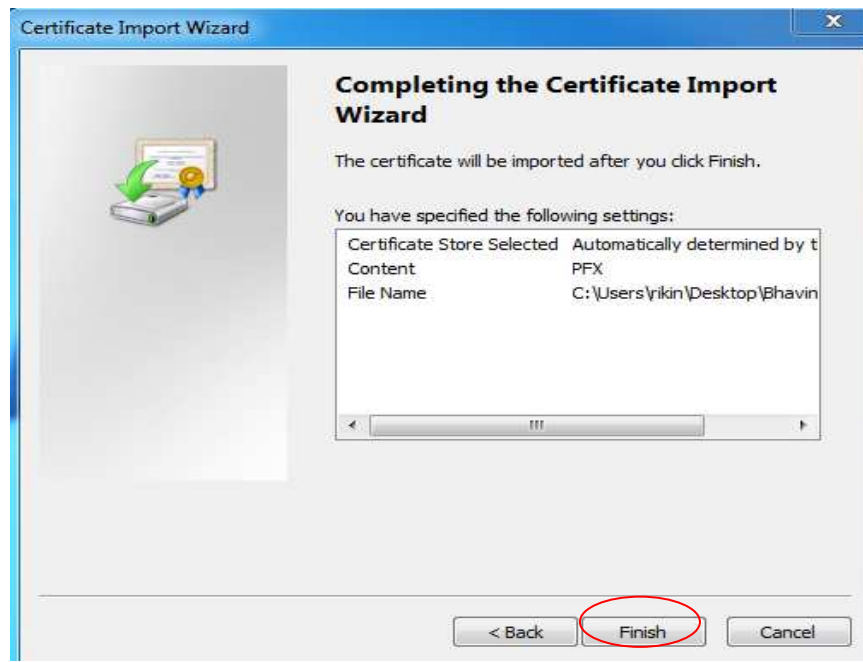 Certificate Import Wizard
Completing the Certificate Import
Wizard
The certificate will be imported after you click Finish.
You have specified the following settings:
Certificate Store Selected Automatically determined by t
Content PFX
File Name C:\Users\rikin\Desktop\Bhavin
< Back Finish Cancel